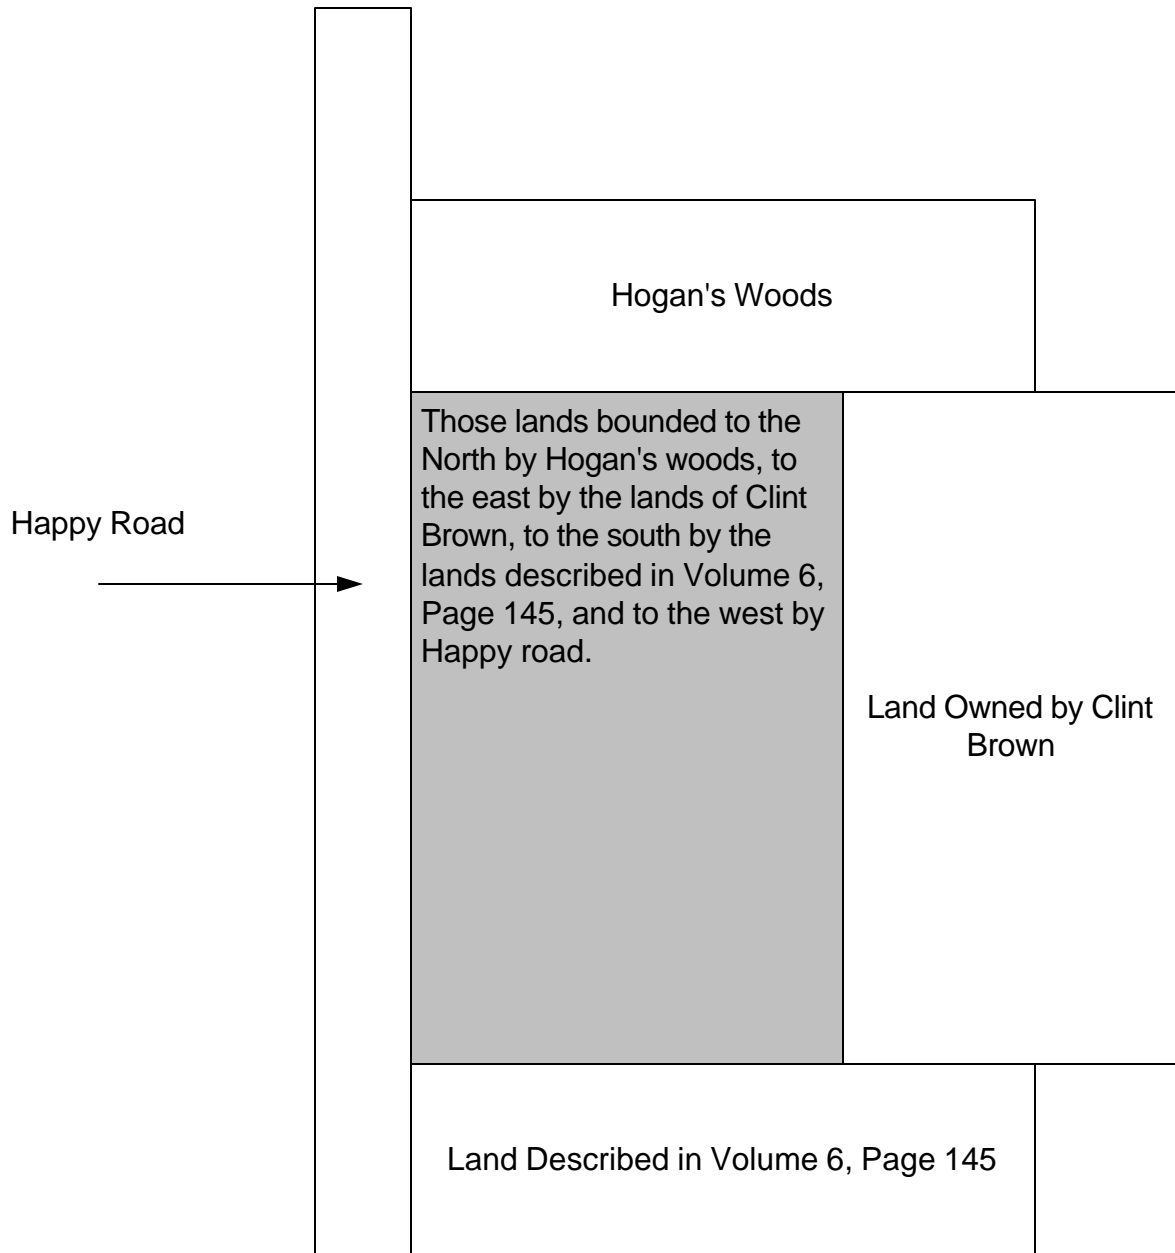 Hogan's Woods
Those lands bounded to the
North by Hogan's woods, to
the east by the lands of Clint
Brown, to the south by the
lands described in Volume 6,
Page 145, and to the west by
Happy road.
Happy Road
Land Owned by Clint
Brown
Land Described in Volume 6, Page 145